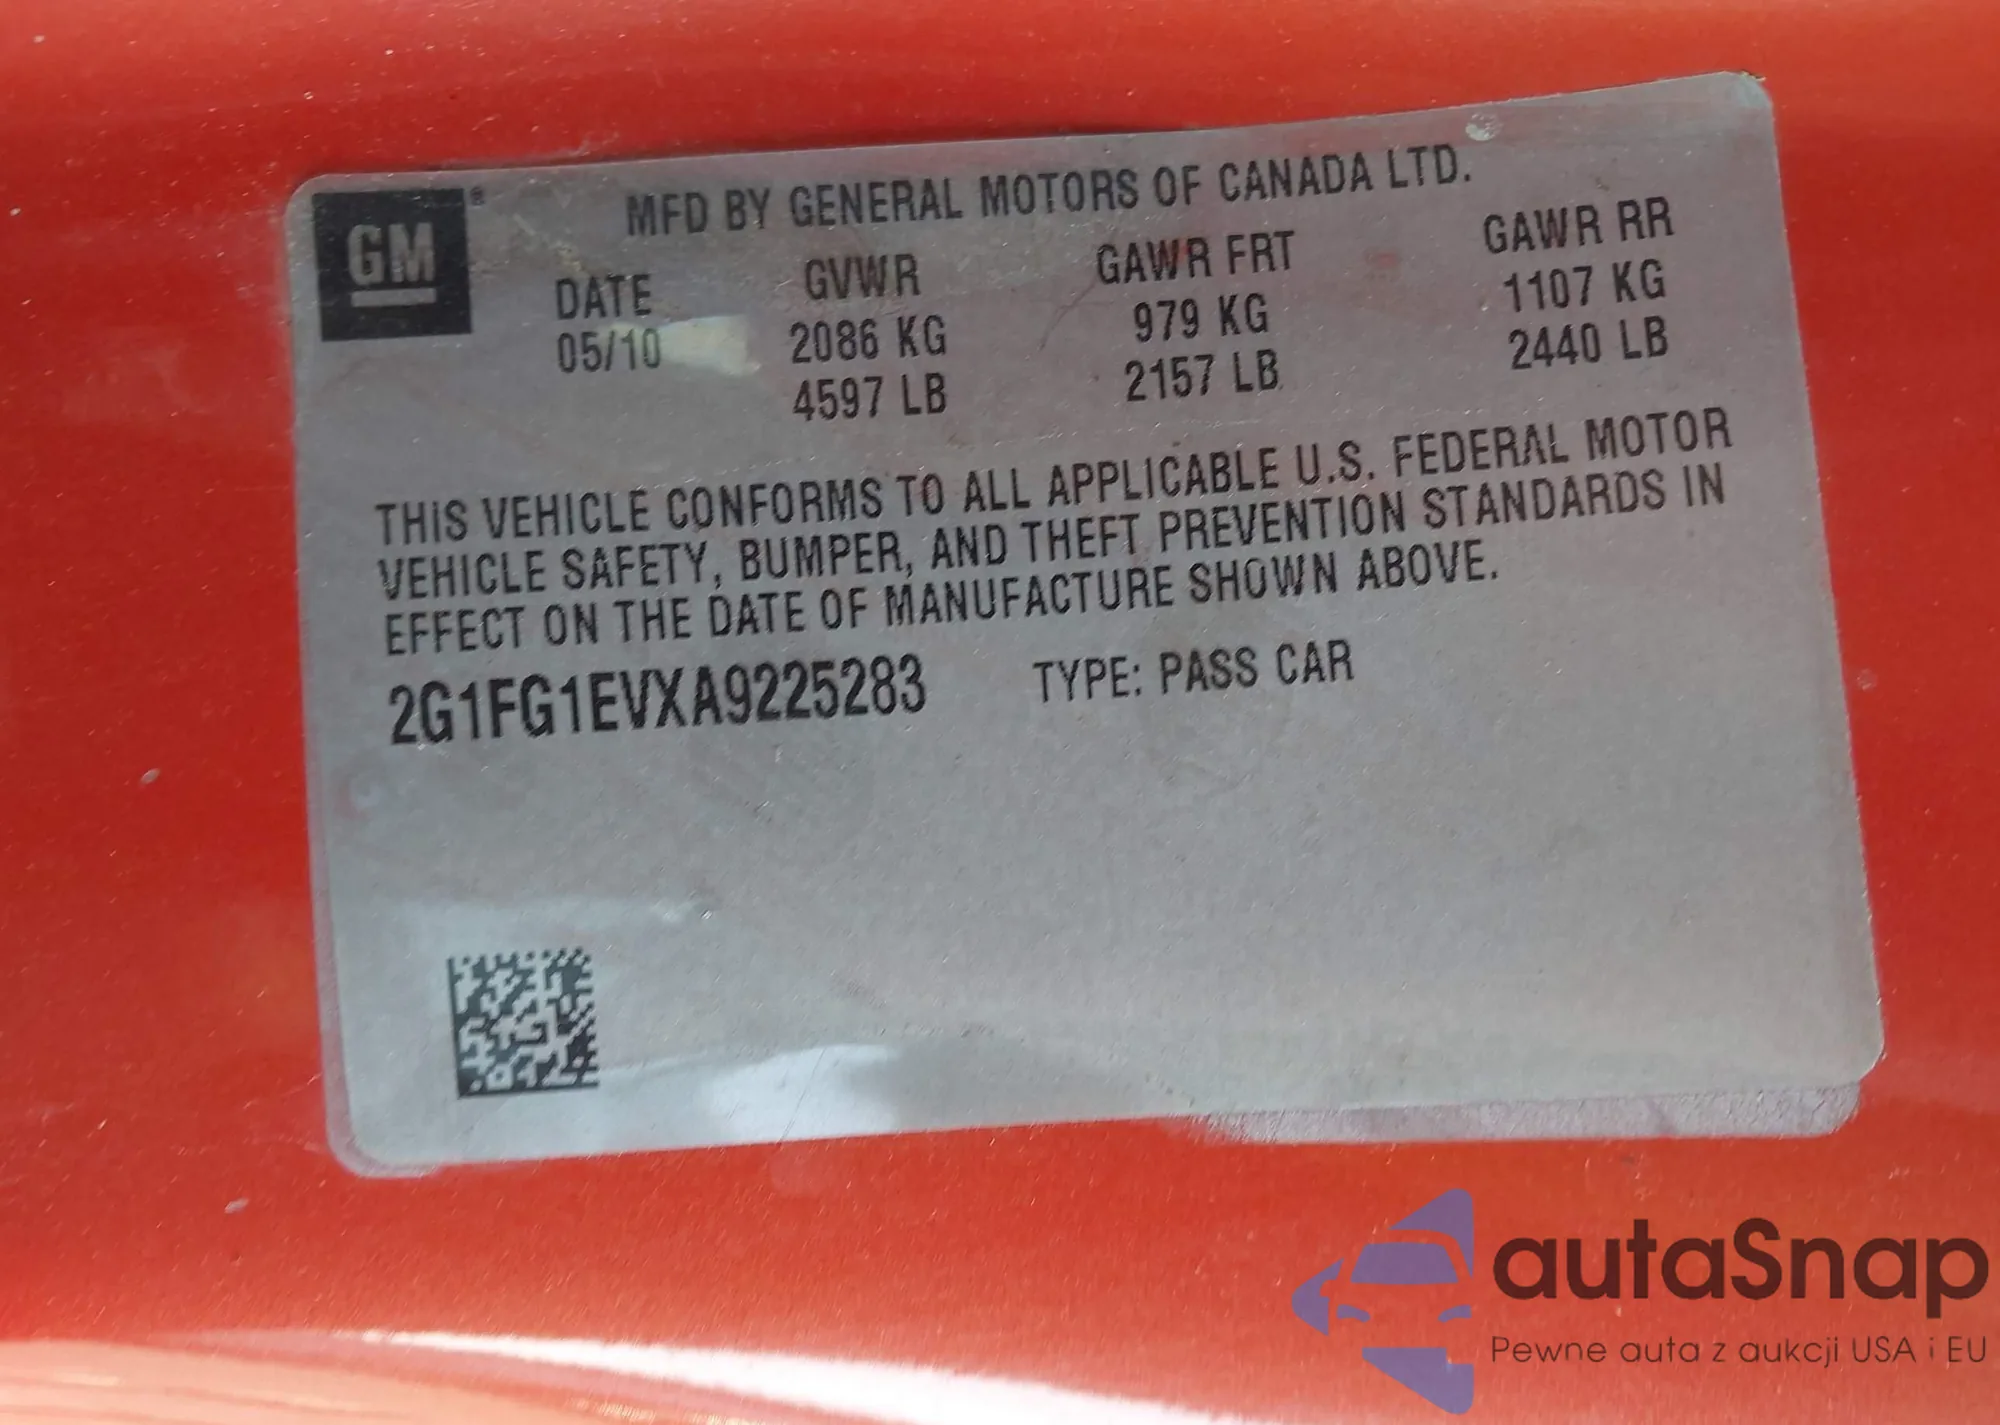 GM®
MFD BY GENERAL MOTORS OF CANADA LTD.
DATE GVWR GAWR FRT GAWR RR
05/10 2086 KG 979 KG 1107 KG
4597 LB 2157 LB 2440 LB
THIS VEHICLE CONFORMS TO ALL APPLICABLE U.S. FEDERAL MOTOR
VEHICLE SAFETY, BUMPER, AND THEFT PREVENTION STANDARDS IN
EFFECT ON THE DATE OF MANUFACTURE SHOWN ABOVE.
2G1FG1EVXA9225283 TYPE: PASS CAR
autaSnap
Pewne auta z aukcji USA i EU